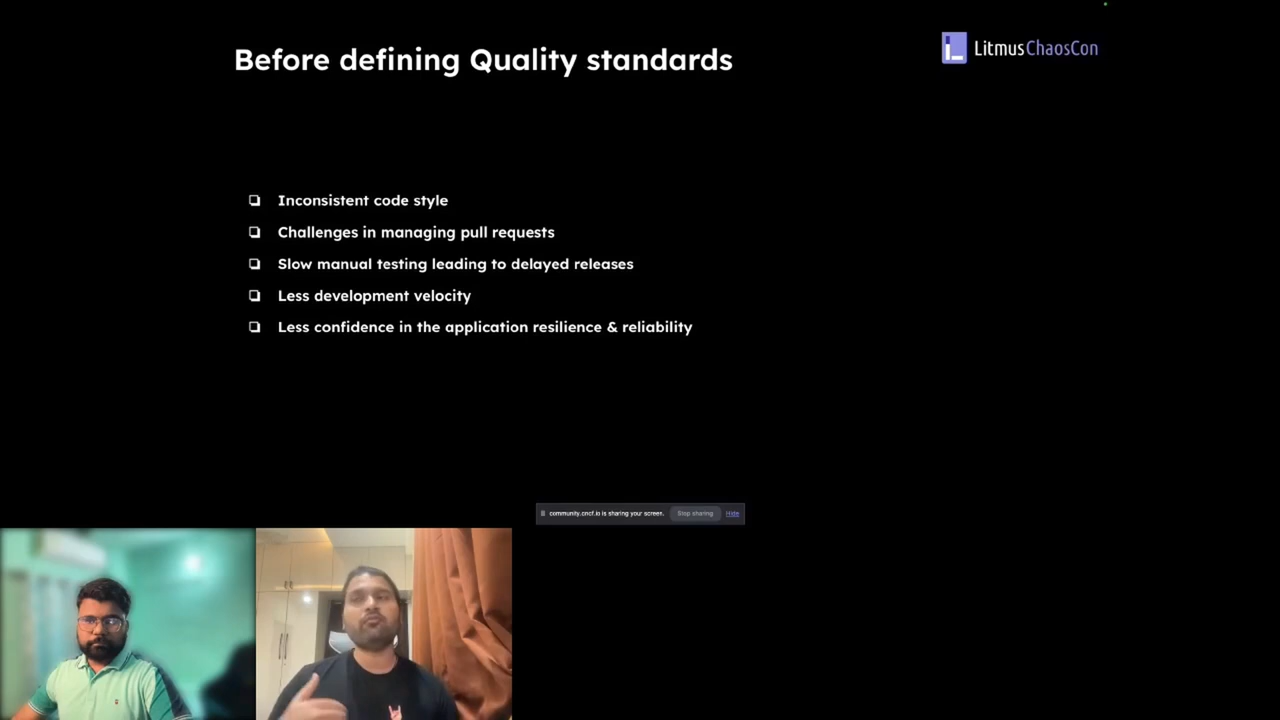 Before defining Quality standards
LitmusChaosCon
Inconsistent code style
Challenges in managing pull requests
Slow manual testing leading to delayed releases
Less development velocity
Less confidence in the application resilience & reliability
community.cncf.io is sharing your screen.
Stop sharing
Hide